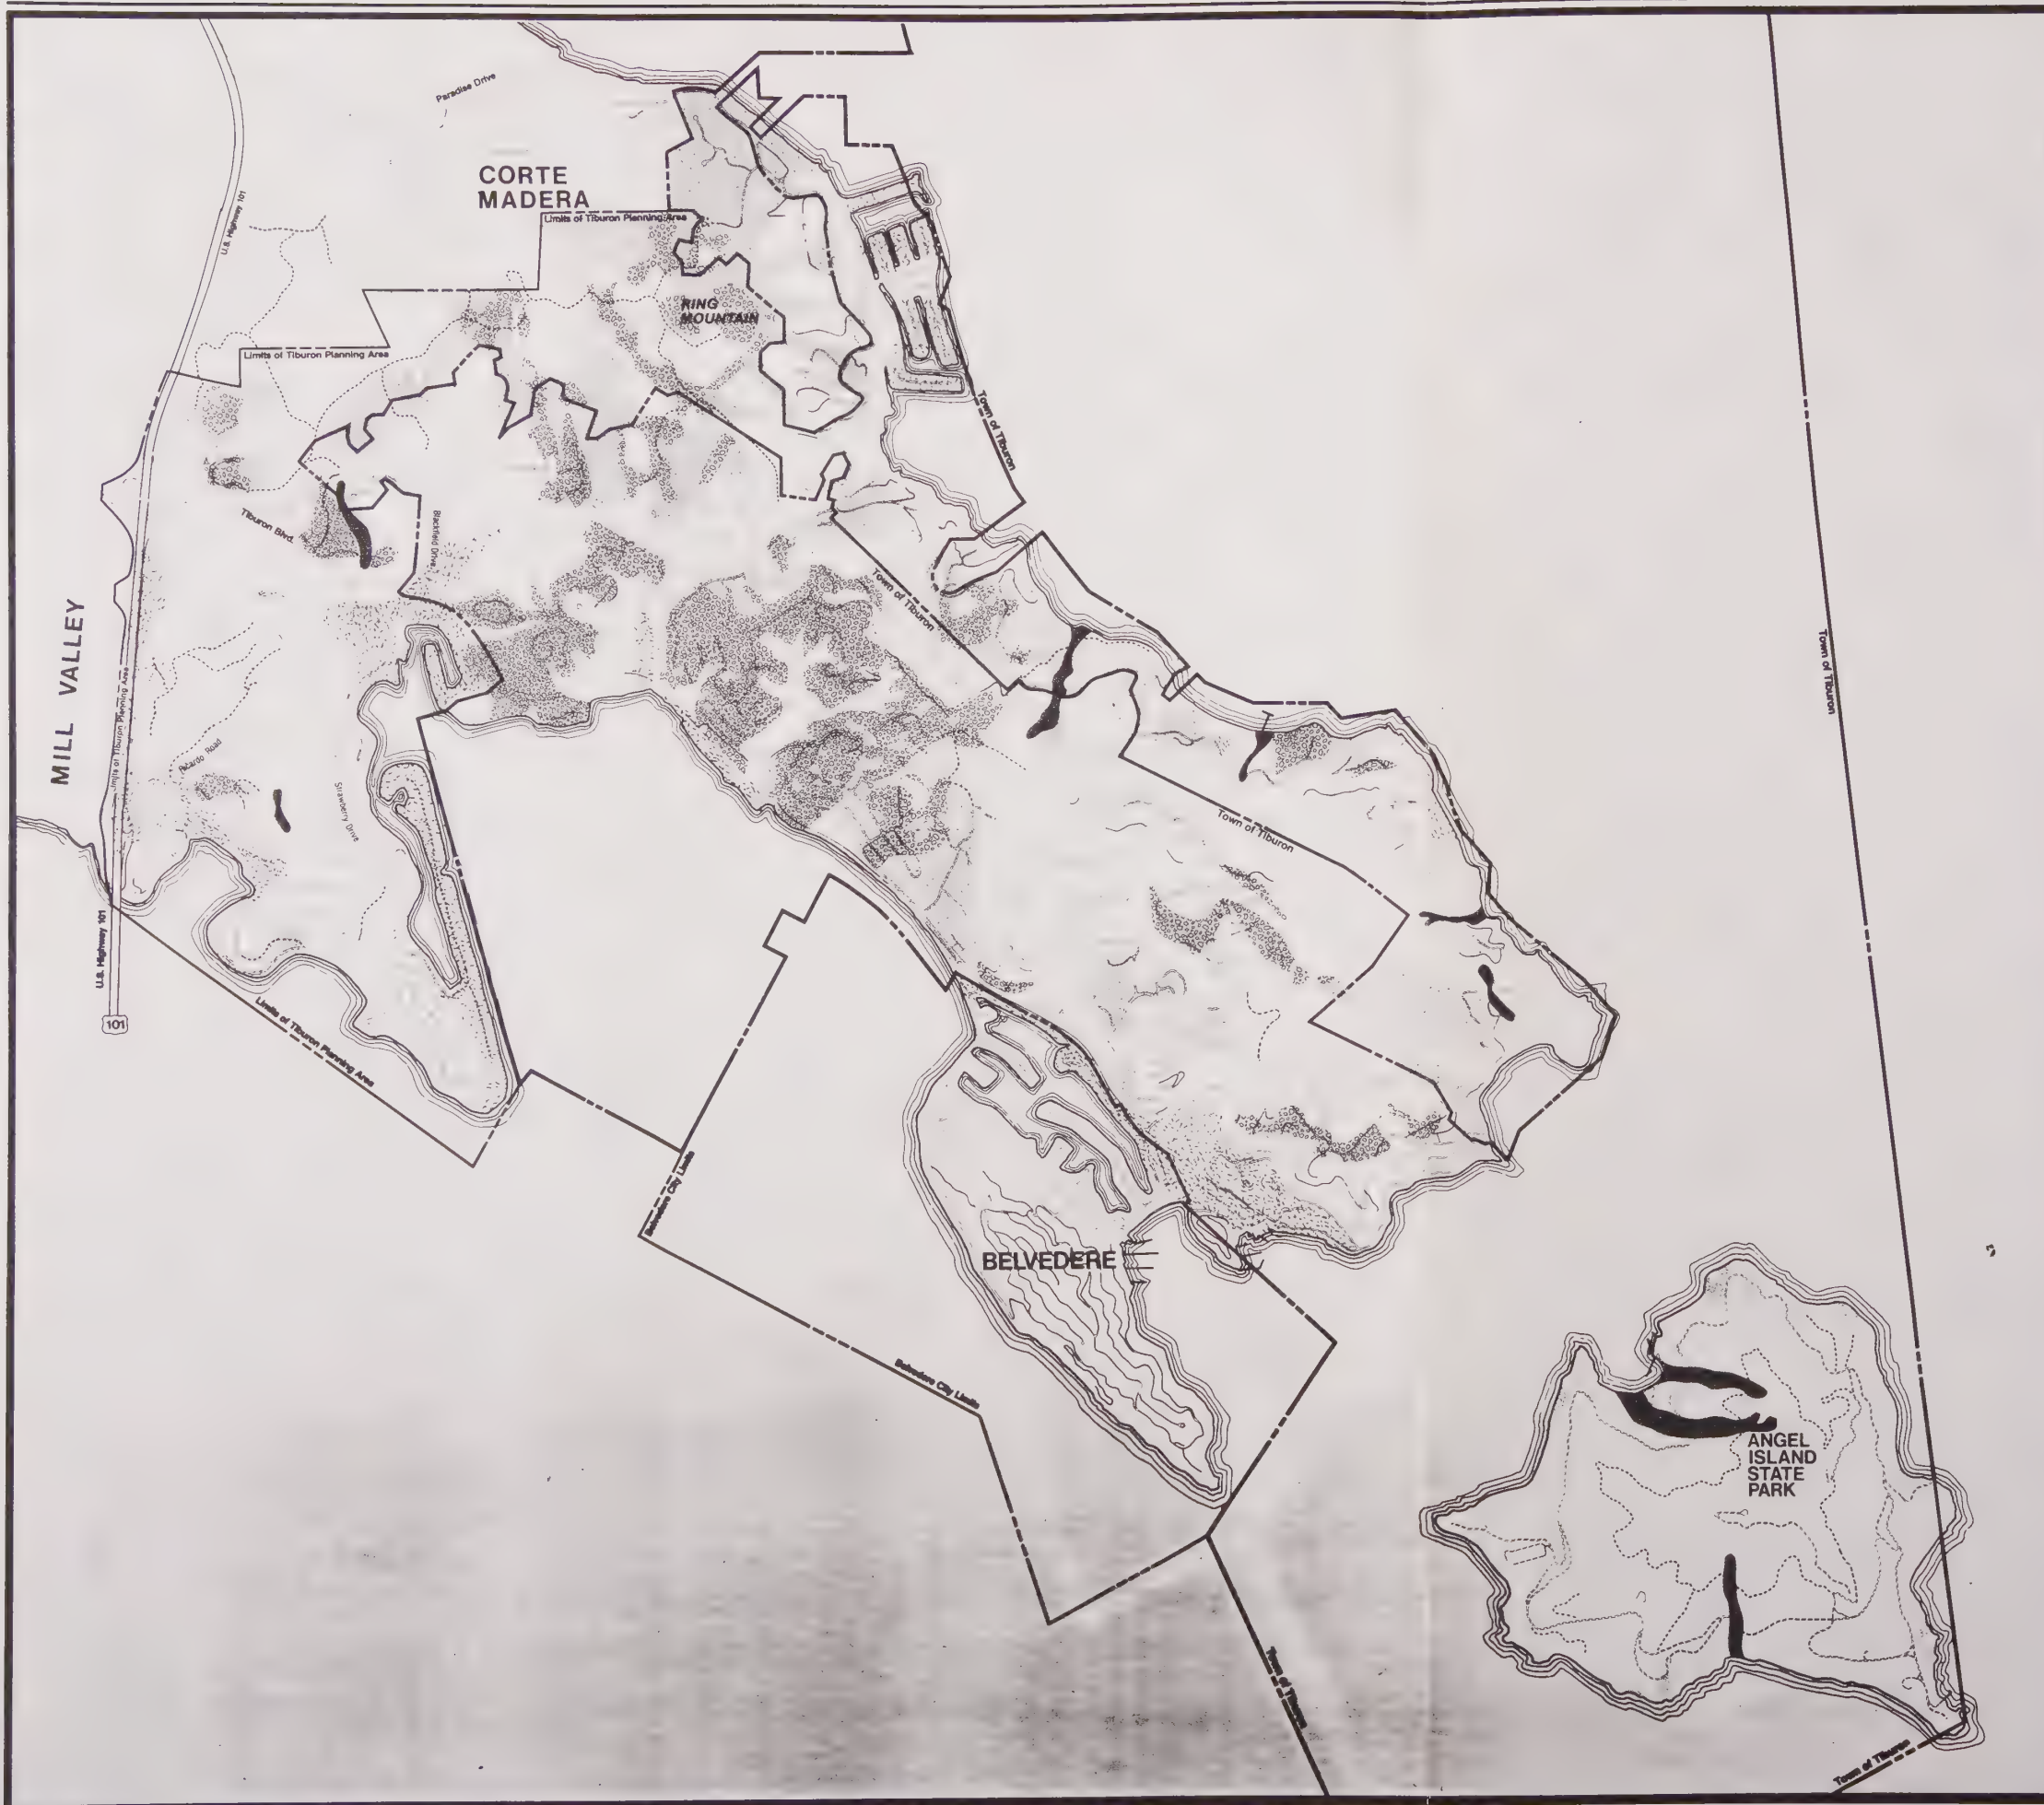 Paradise Drive
CORTE
MADERA
U.S. Highway 101
Limits of Tiburon Planning Area
RING
MOUNTAIN
Limits of Tiburon Planning Area
Town of Tiburon
Tiburon Blvd.
Blackfield Drive
Town of Tiburon
MILL VALLEY
Limits of Tiburon Planning Area
Town of Tiburon
Ricardo Road
Strawberry Drive
Town of Tiburon
U.S. Highway 101
101
Limits of Tiburon Planning Area
Belvedere City Limits
BELVEDERE
Belvedere City Limits
ANGEL
ISLAND
STATE
PARK
Town of Tiburon
Town of Tiburon